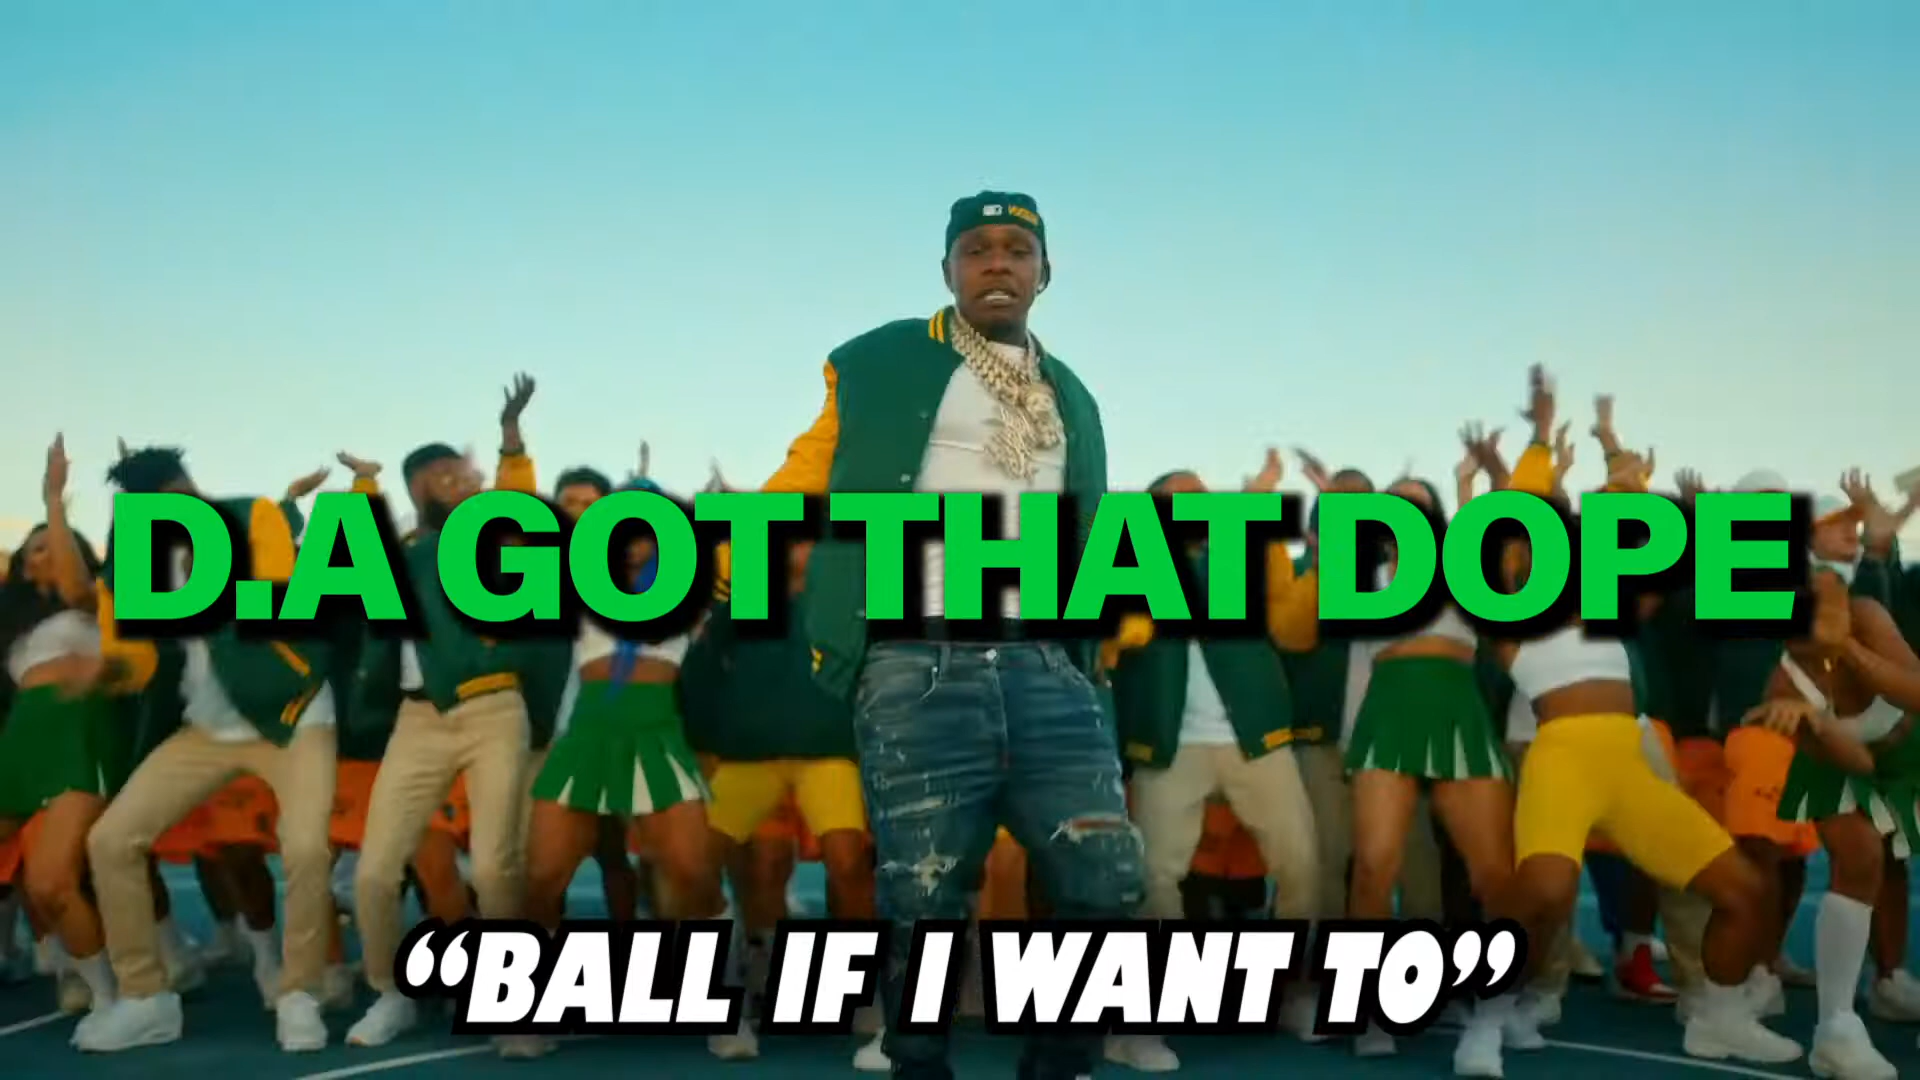 D.A GOT THAT DOPE
“BALL IF I WANT TO”